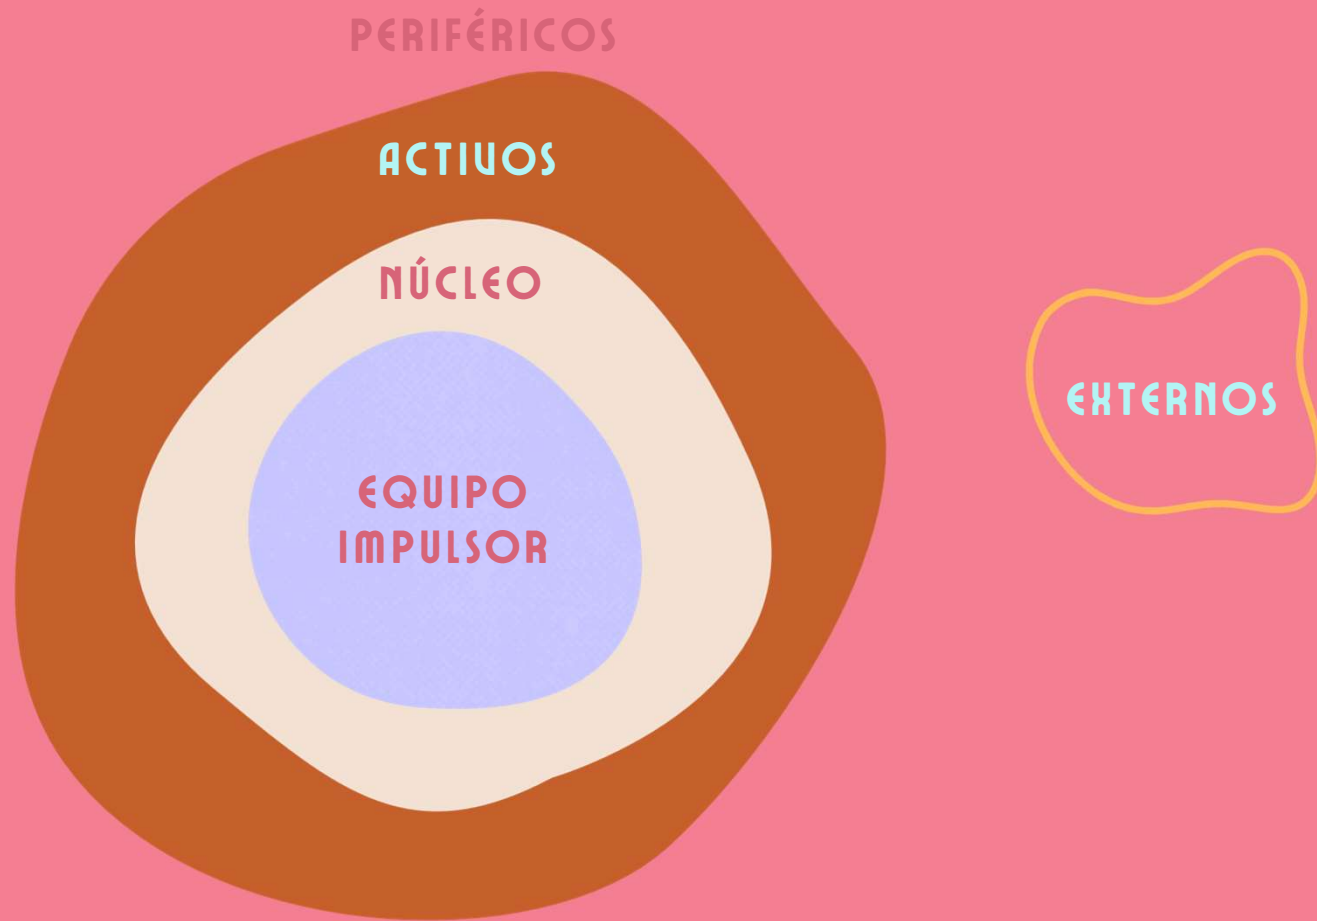 PERIFÉRICOS
ACTIVOS
NÚCLEO
EXTERNOS
EQUIPO
IMPULSOR